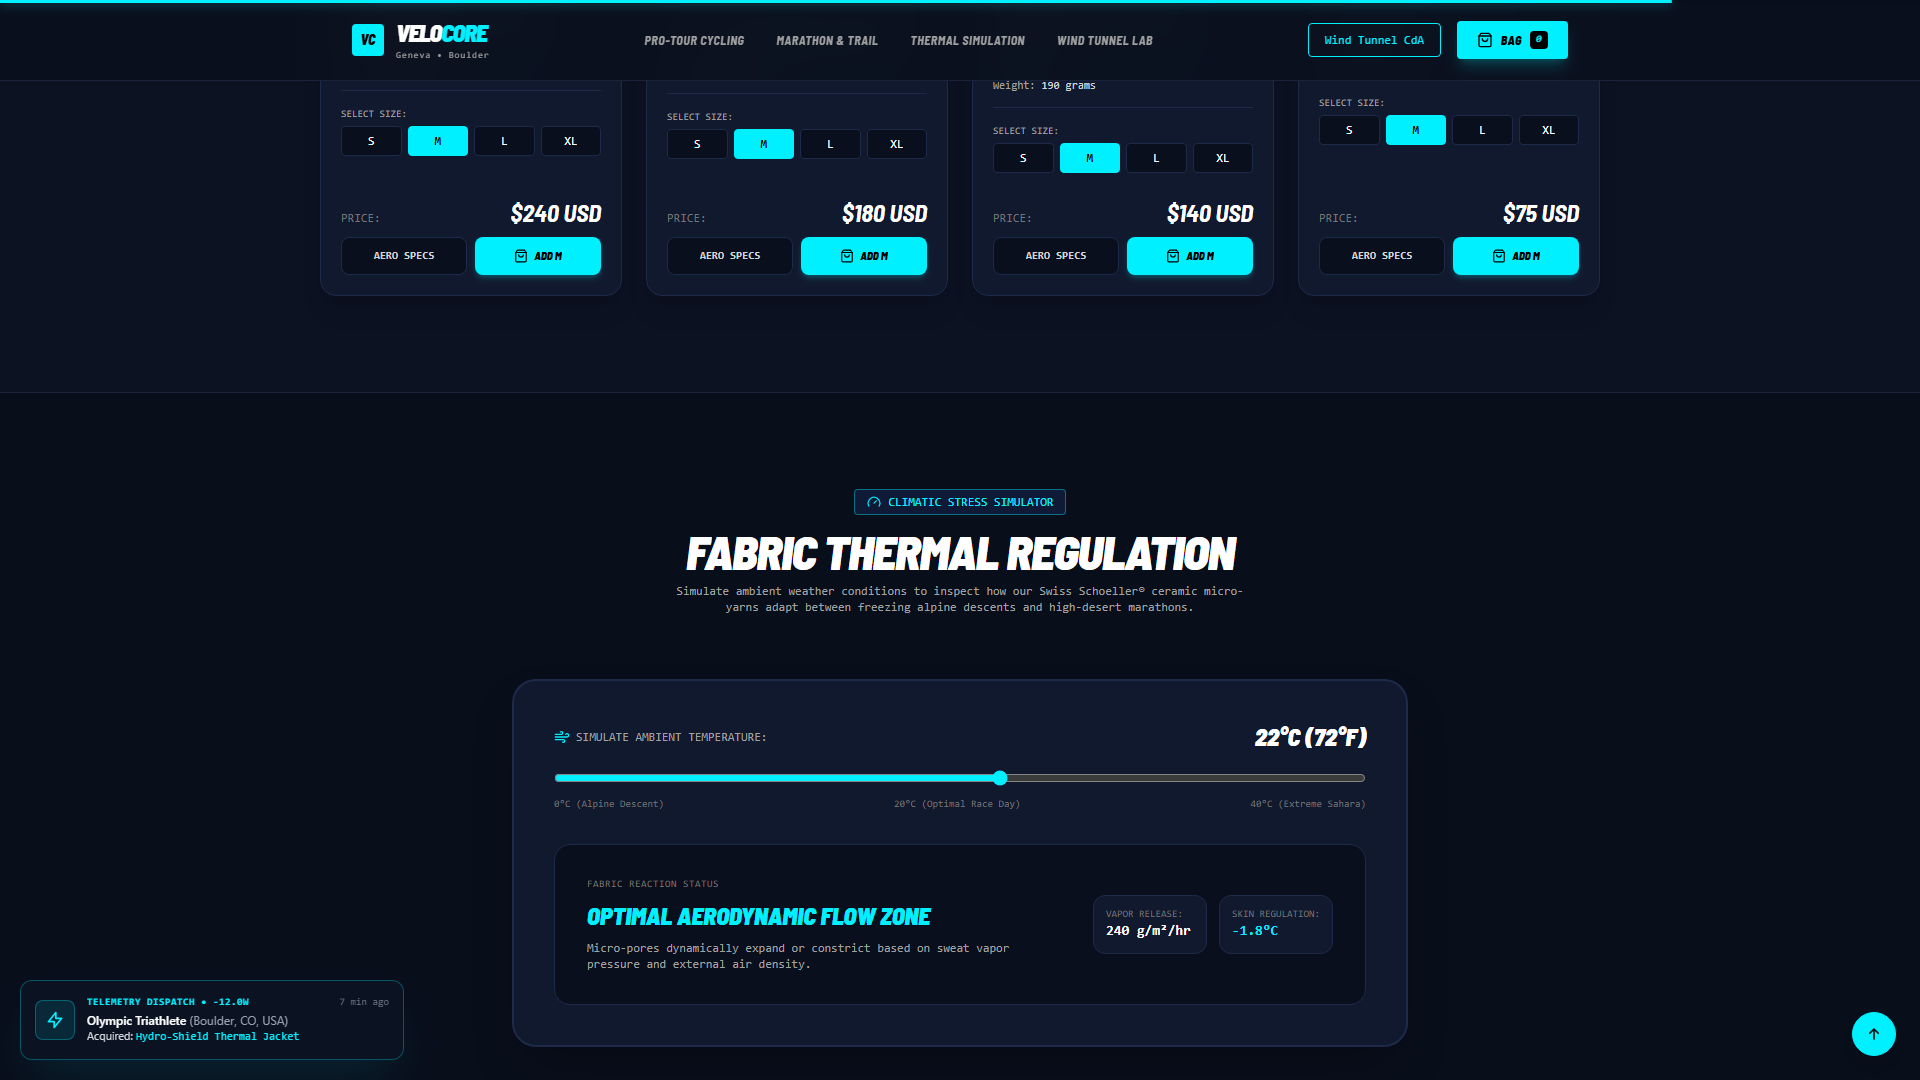 VC VELOCORE
Geneva • Boulder
PRO-TOUR CYCLING
MARATHON & TRAIL
THERMAL SIMULATION
WIND TUNNEL LAB
Wind Tunnel CdA
BAG 0
SELECT SIZE:
S M L XL
PRICE: $240 USD
AERO SPECS ADD M
SELECT SIZE:
S M L XL
PRICE: $180 USD
AERO SPECS ADD M
Weight: 190 grams
SELECT SIZE:
S M L XL
PRICE: $140 USD
AERO SPECS ADD M
SELECT SIZE:
S M L XL
PRICE: $75 USD
AERO SPECS ADD M
CLIMATIC STRESS SIMULATOR
FABRIC THERMAL REGULATION
Simulate ambient weather conditions to inspect how our Swiss Schoeller® ceramic micro-
yarns adapt between freezing alpine descents and high-desert marathons.
SIMULATE AMBIENT TEMPERATURE: 22°C (72°F)
0°C (Alpine Descent) 20°C (Optimal Race Day) 40°C (Extreme Sahara)
FABRIC REACTION STATUS
OPTIMAL AERODYNAMIC FLOW ZONE
Micro-pores dynamically expand or constrict based on sweat vapor
pressure and external air density.
VAPOR RELEASE:
240 g/m²/hr
SKIN REGULATION:
-1.8°C
TELEMETRY DISPATCH • -12.0W 7 min ago
Olympic Triathlete (Boulder, CO, USA)
Acquired: Hydro-Shield Thermal Jacket